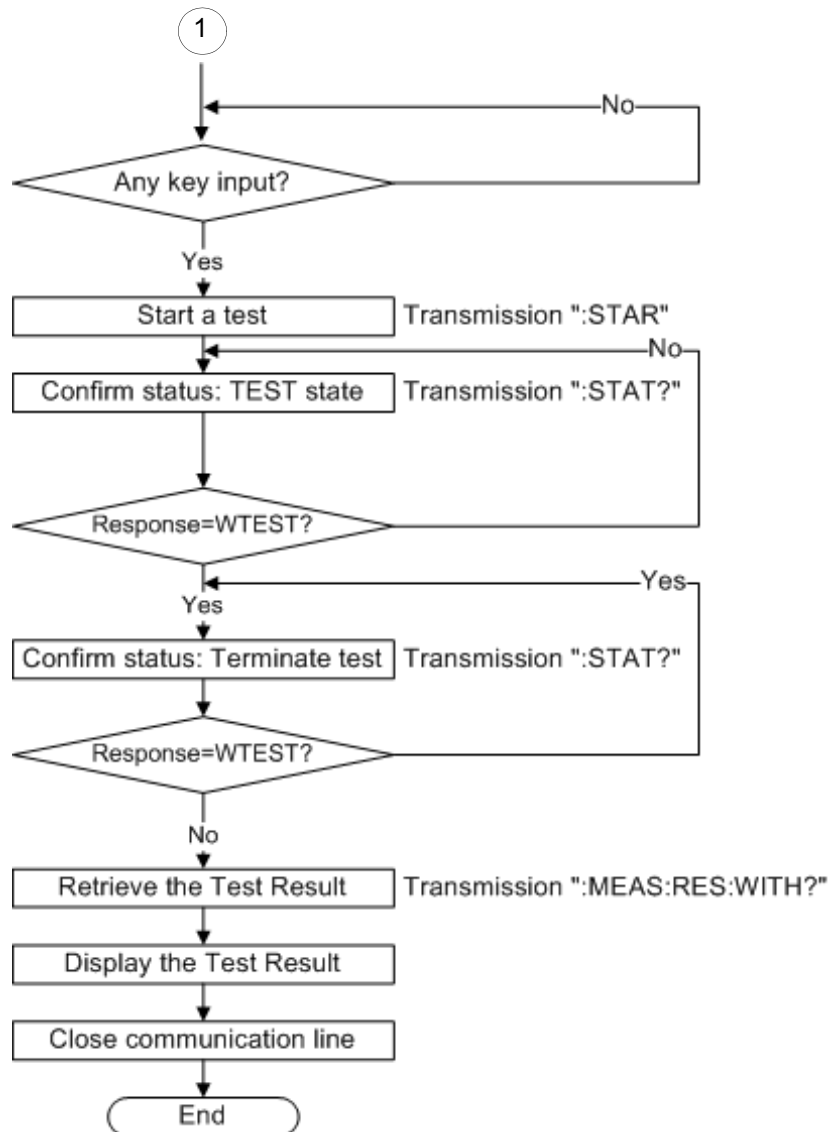 1
No
Any key input?
Yes
Start a test
Transmission ":STAR"
No
Confirm status: TEST state
Transmission ":STAT?"
Response=WTEST?
Yes
Yes
Confirm status: Terminate test
Transmission ":STAT?"
Response=WTEST?
No
Retrieve the Test Result
Transmission ":MEAS:RES:WITH?"
Display the Test Result
Close communication line
End